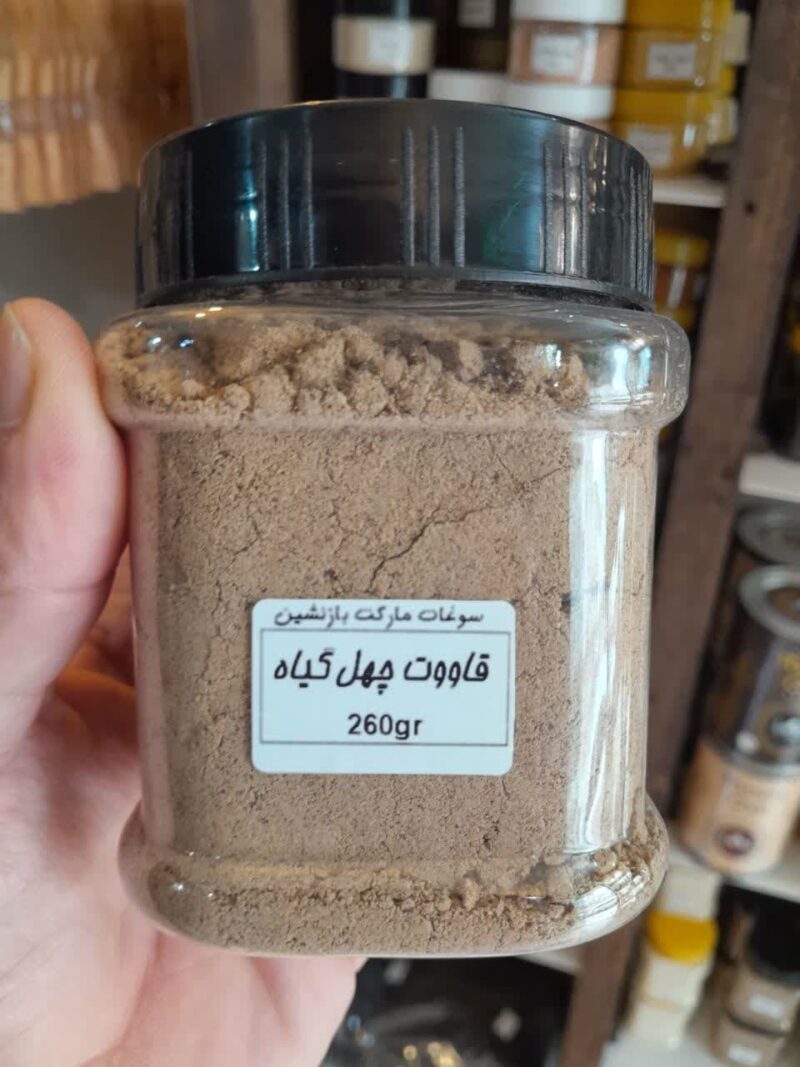 سوغات مارکت بازنشین
قاووت چهل گیاه
260gr